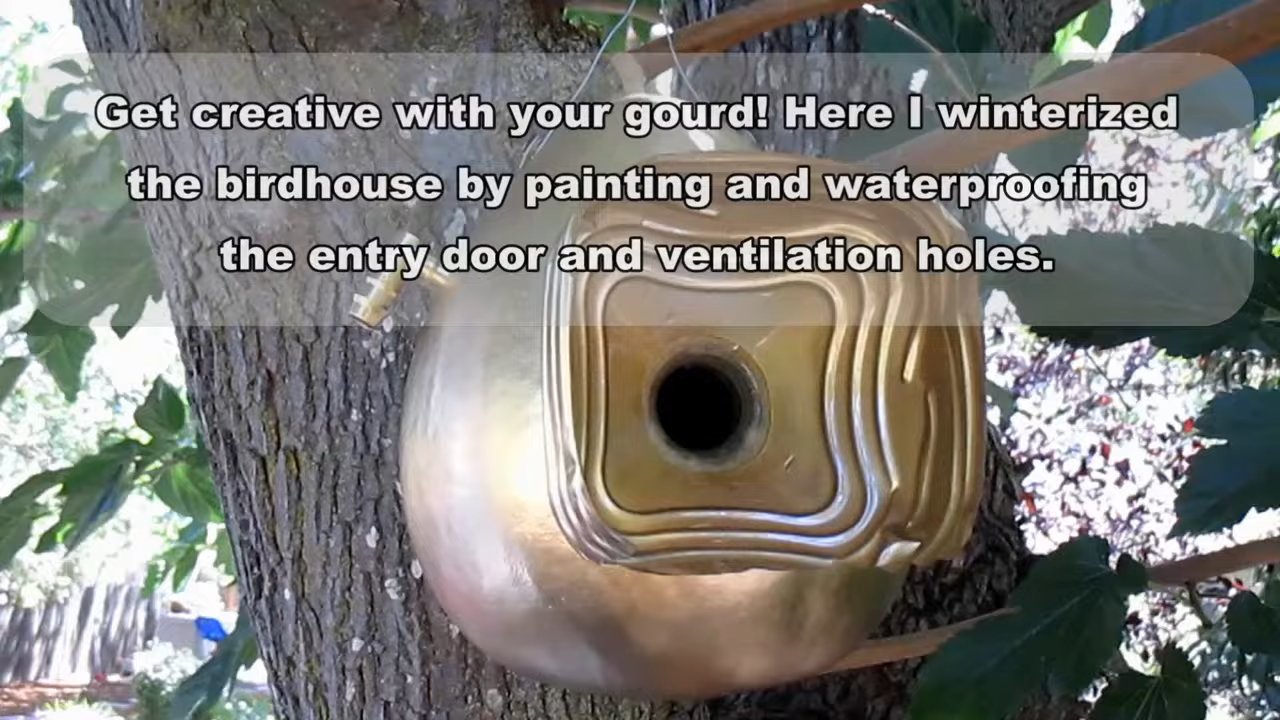 Get creative with your gourd! Here I winterized
the birdhouse by painting and waterproofing
the entry door and ventilation holes.